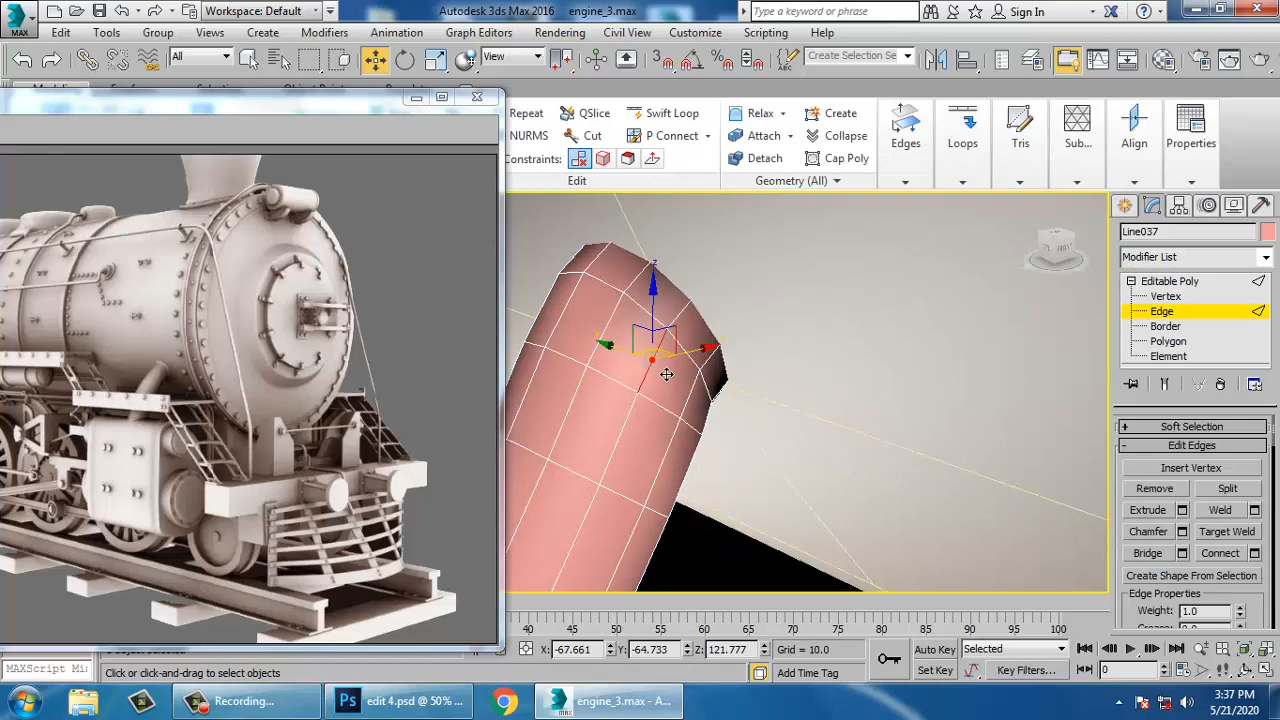 MAX
Workspace: Default
Autodesk 3ds Max 2016
engine_3.max
Type a keyword or phrase
Sign In
Edit
Tools
Group
Views
Create
Modifiers
Animation
Graph Editors
Rendering
Civil View
Customize
Scripting
Help
All
View
Create Selection Se
Repeat
QSlice
Swift Loop
NURMS
Cut
P Connect
Constraints:
Edit
Relax
Create
Attach
Collapse
Detach
Cap Poly
Geometry (All)
Edges
Loops
Tris
Sub...
Align
Properties
z
Line037
Modifier List
Editable Poly
Vertex
Edge
Border
Polygon
Element
Soft Selection
Edit Edges
Insert Vertex
Remove
Split
Extrude
Weld
Chamfer
Target Weld
Bridge
Connect
Create Shape From Selection
Edge Properties
Weight: 1.0
40 45 50 55 60 65 70 75 80 85 90 95 100
X: -67.661
Y: -64.733
Z: 121.777
Grid = 10.0
Auto Key
Selected
Set Key
Key Filters...
0
MAXScript Mi
Click or click-and-drag to select objects
Add Time Tag
Recording...
edit 4.psd @ 50% ...
engine_3.max - A...
3:37 PM
5/21/2020